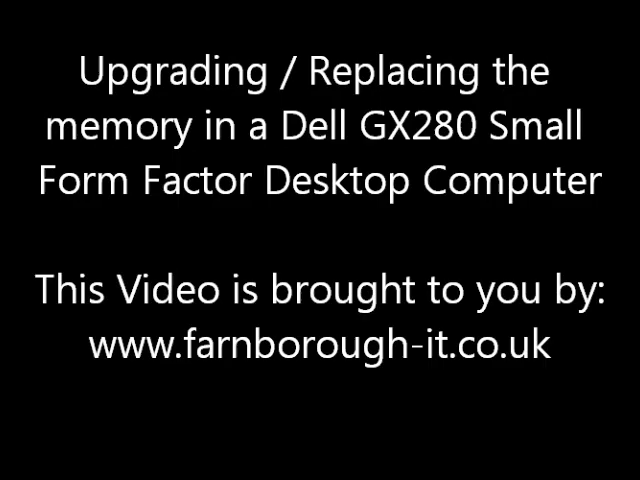 Upgrading / Replacing the
memory in a Dell GX280 Small
Form Factor Desktop Computer
This Video is brought to you by:
www.farnborough-it.co.uk